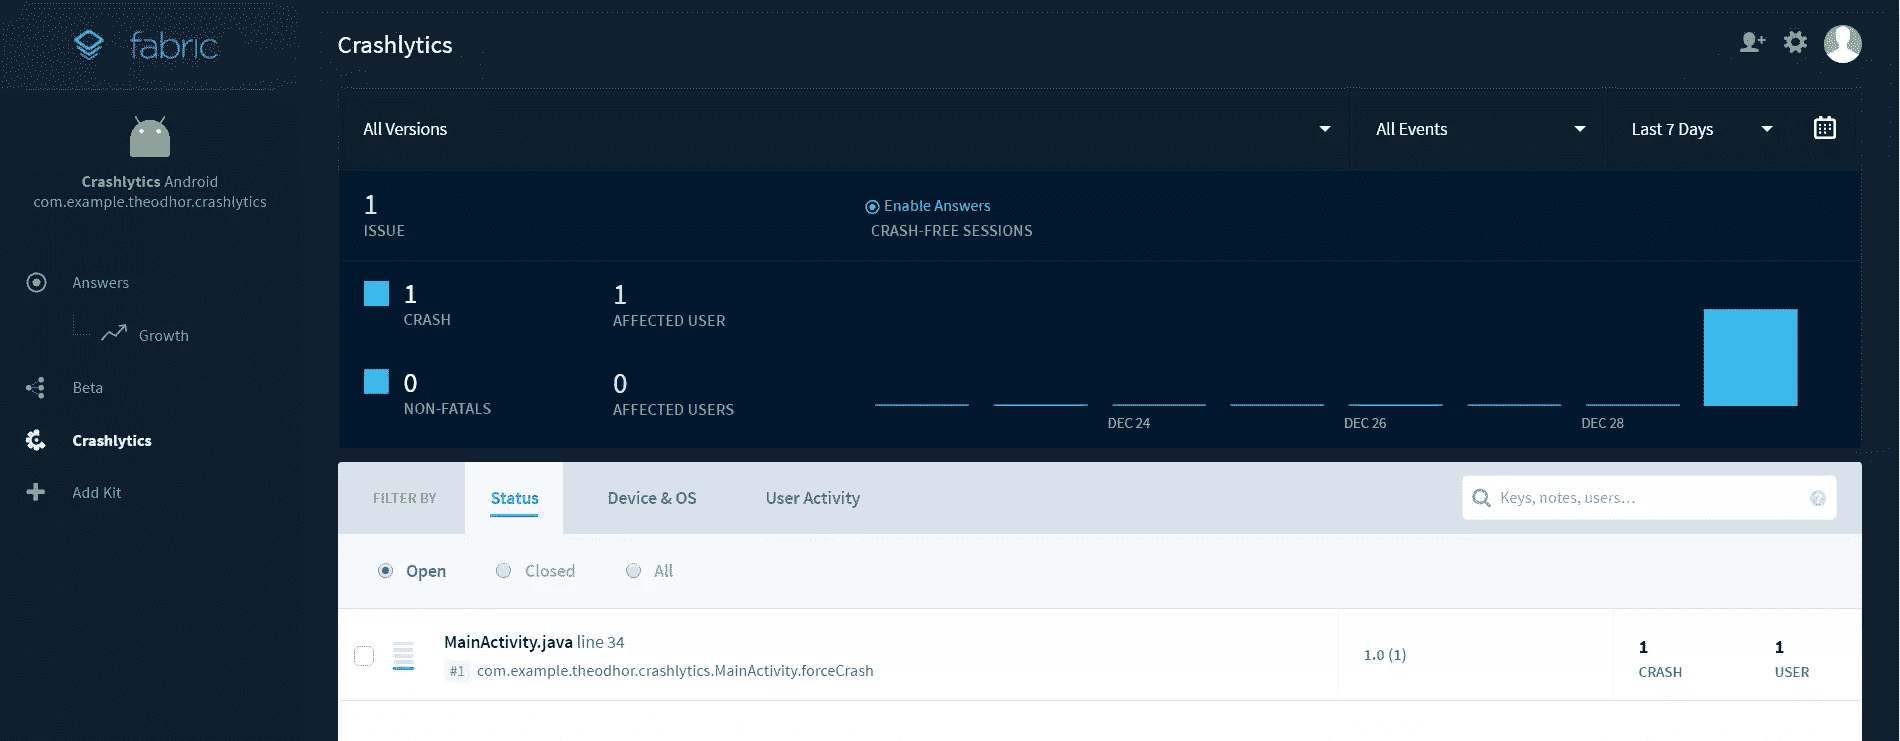 fabric
Crashlytics
Crashlytics Android
com.example.theodhor.crashlytics
Answers
Growth
Beta
Crashlytics
Add Kit
All Versions
All Events
Last 7 Days
1
ISSUE
Enable Answers
CRASH-FREE SESSIONS
1
CRASH
1
AFFECTED USER
0
NON-FATALS
0
AFFECTED USERS
DEC 24
DEC 26
DEC 28
FILTER BY
Status
Device & OS
User Activity
Keys, notes, users...
Open
Closed
All
MainActivity.java line 34
#1 com.example.theodhor.crashlytics.MainActivity.forceCrash
1.0 (1)
1
CRASH
1
USER